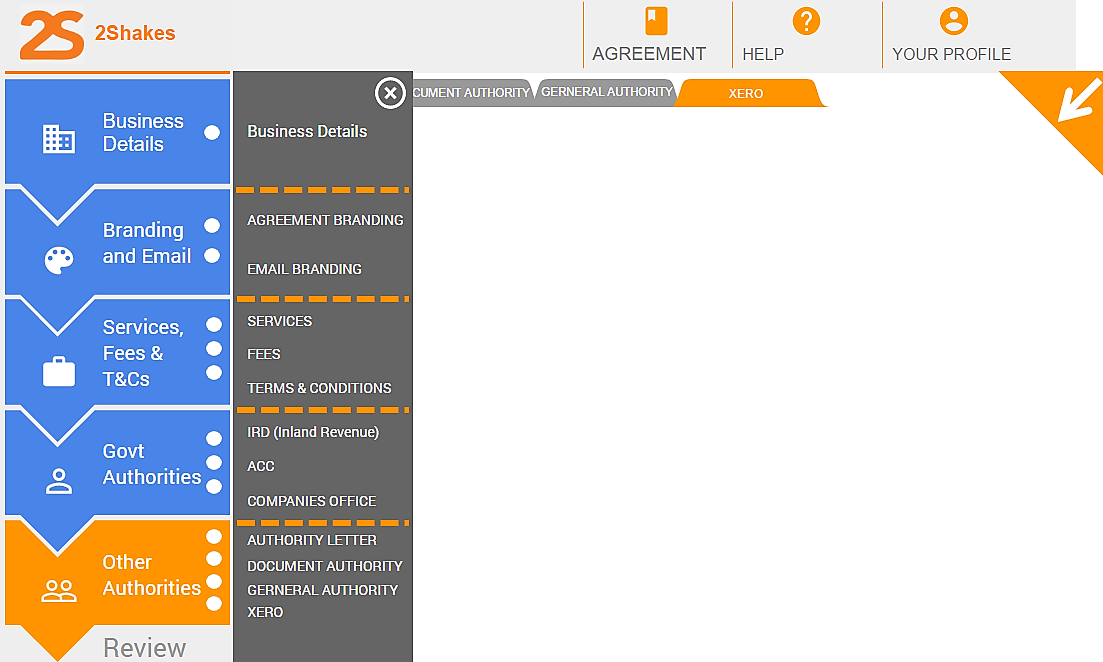 2S 2Shakes
AGREEMENT
HELP
YOUR PROFILE
CUMENT AUTHORITY
GERNERAL AUTHORITY
XERO
Business
Details
Branding
and Email
Services,
Fees &
T&Cs
Govt
Authorities
Other
Authorities
Review
Business Details
AGREEMENT BRANDING
EMAIL BRANDING
SERVICES
FEES
TERMS & CONDITIONS
IRD (Inland Revenue)
ACC
COMPANIES OFFICE
AUTHORITY LETTER
DOCUMENT AUTHORITY
GERNERAL AUTHORITY
XERO